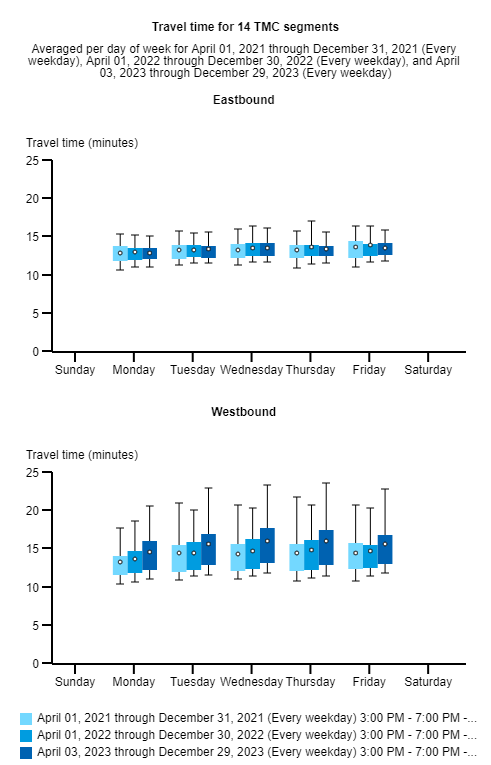 Travel time for 14 TMC segments
Averaged per day of week for April 01, 2021 through December 31, 2021 (Every
weekday), April 01, 2022 through December 30, 2022 (Every weekday), and April
03, 2023 through December 29, 2023 (Every weekday)
Eastbound
Travel time (minutes)
25
20
15
10
5
0
Sunday Monday Tuesday Wednesday Thursday Friday Saturday
Westbound
Travel time (minutes)
25
20
15
10
5
0
Sunday Monday Tuesday Wednesday Thursday Friday Saturday
April 01, 2021 through December 31, 2021 (Every weekday) 3:00 PM - 7:00 PM -...
April 01, 2022 through December 30, 2022 (Every weekday) 3:00 PM - 7:00 PM -...
April 03, 2023 through December 29, 2023 (Every weekday) 3:00 PM - 7:00 PM -...